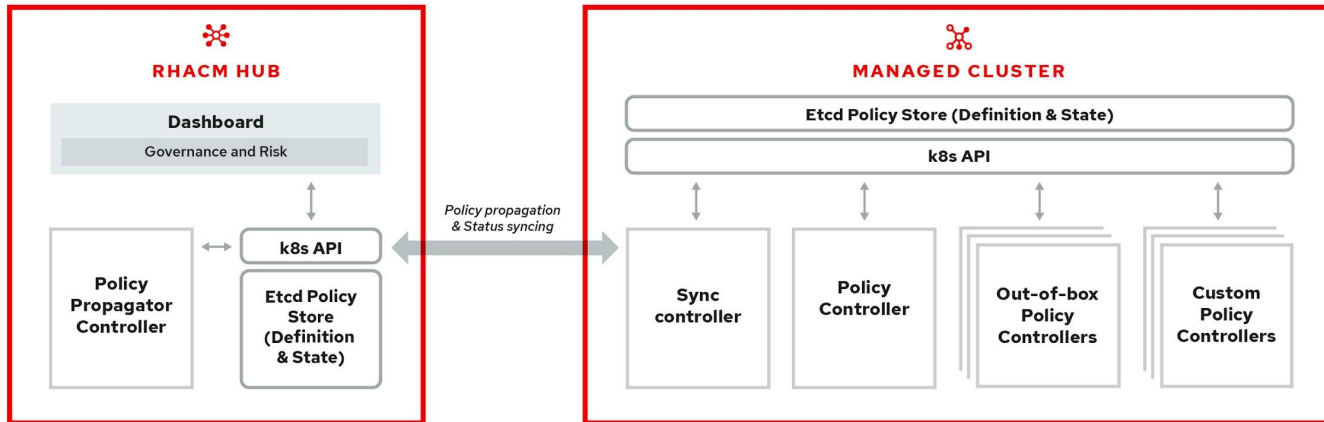 RHACM HUB
Dashboard
Governance and Risk
Policy
Propagator
Controller
k8s API
Etcd Policy
Store
(Definition
& State)
Policy propagation
& Status syncing
MANAGED CLUSTER
Etcd Policy Store (Definition & State)
k8s API
Sync
controller
Policy
Controller
Out-of-box
Policy
Controllers
Custom
Policy
Controllers